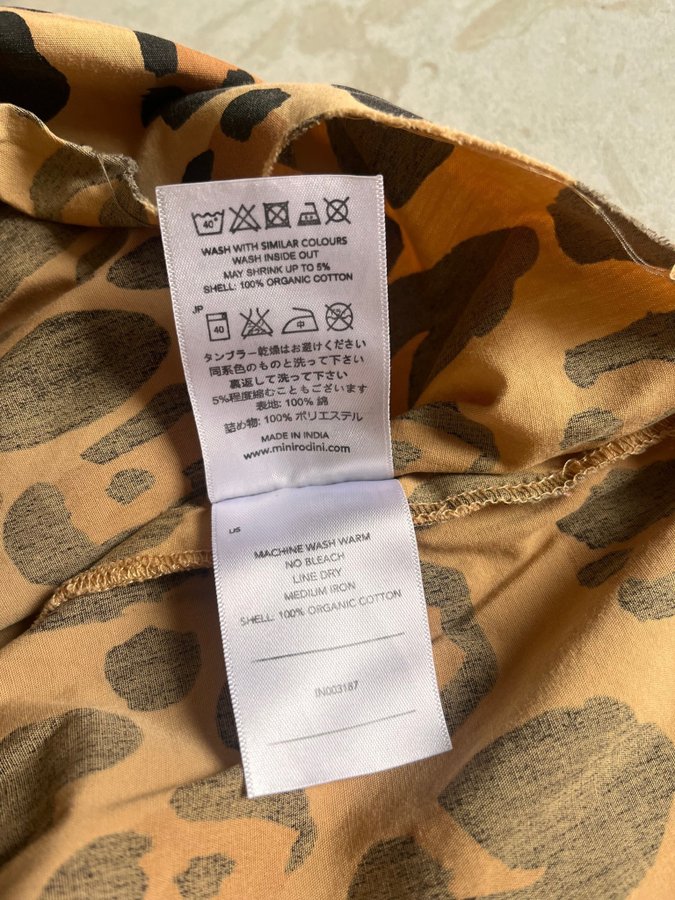 40°
WASH WITH SIMILAR COLOURS
WASH INSIDE OUT
MAY SHRINK UP TO 5%
SHELL: 100% ORGANIC COTTON
JP
40 中
タンブラー乾燥はお避けください
同系色のものと洗って下さい
裏返して洗って下さい
5%程度縮むこともございます
表地: 100% 綿
詰め物: 100% ポリエステル
MADE IN INDIA
www.minirodini.com
US
MACHINE WASH WARM
NO BLEACH
LINE DRY
MEDIUM IRON
SHELL: 100% ORGANIC COTTON
IN003187